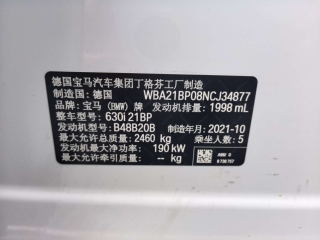 德国宝马汽车集团丁格芬工厂制造
制造国：德国 WBA21BP08NCJ34877
品牌：宝马 (BMW) 牌 发动机排量：1998 mL
整车型号：630i 21BP
发动机型号：B48B20B 制造年月：2021-10
最大允许总质量：2460 kg 乘坐人数：5
发动机最大净功率：190 kW
最大允许牵引质量：--- kg